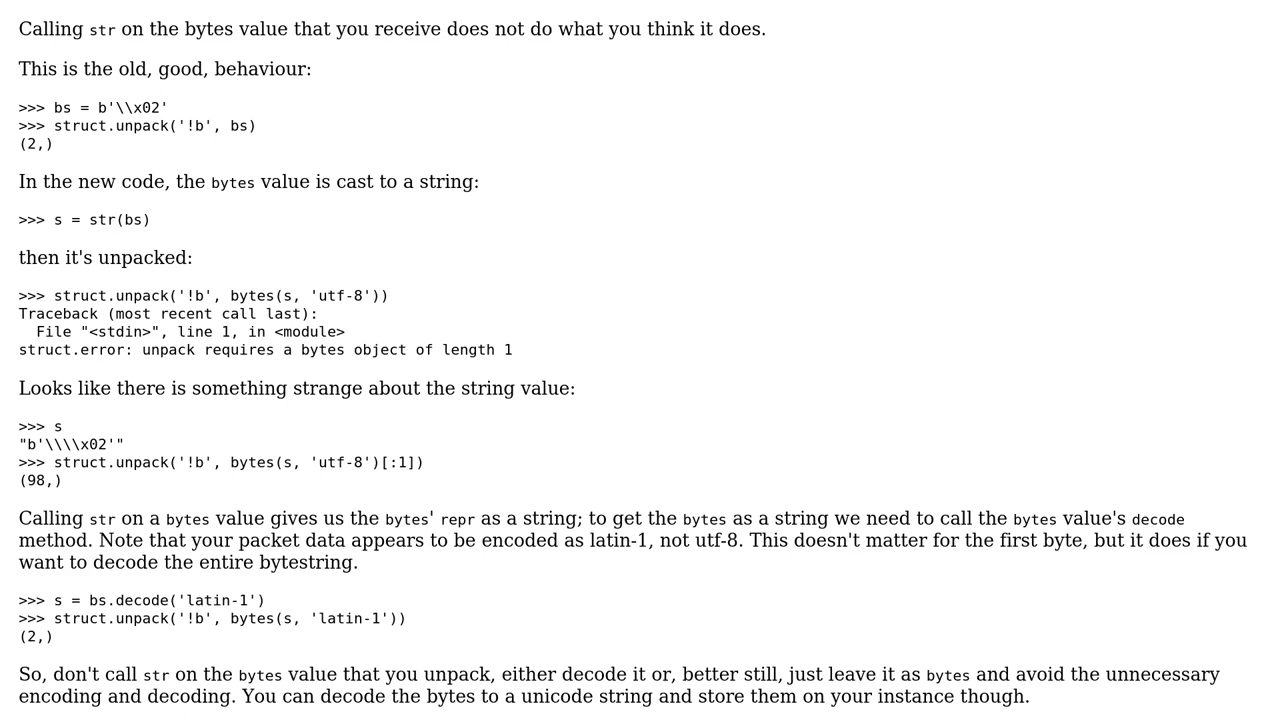 Calling str on the bytes value that you receive does not do what you think it does.
This is the old, good, behaviour:
>>> bs = b'\\x02'
>>> struct.unpack('!b', bs)
(2,)
In the new code, the bytes value is cast to a string:
>>> s = str(bs)
then it's unpacked:
>>> struct.unpack('!b', bytes(s, 'utf-8'))
Traceback (most recent call last):
  File "<stdin>", line 1, in <module>
struct.error: unpack requires a bytes object of length 1
Looks like there is something strange about the string value:
>>> s
"b'\\\\x02'"
>>> struct.unpack('!b', bytes(s, 'utf-8')[:1])
(98,)
Calling str on a bytes value gives us the bytes' repr as a string; to get the bytes as a string we need to call the bytes value's decode
method. Note that your packet data appears to be encoded as latin-1, not utf-8. This doesn't matter for the first byte, but it does if you
want to decode the entire bytestring.
>>> s = bs.decode('latin-1')
>>> struct.unpack('!b', bytes(s, 'latin-1'))
(2,)
So, don't call str on the bytes value that you unpack, either decode it or, better still, just leave it as bytes and avoid the unnecessary
encoding and decoding. You can decode the bytes to a unicode string and store them on your instance though.